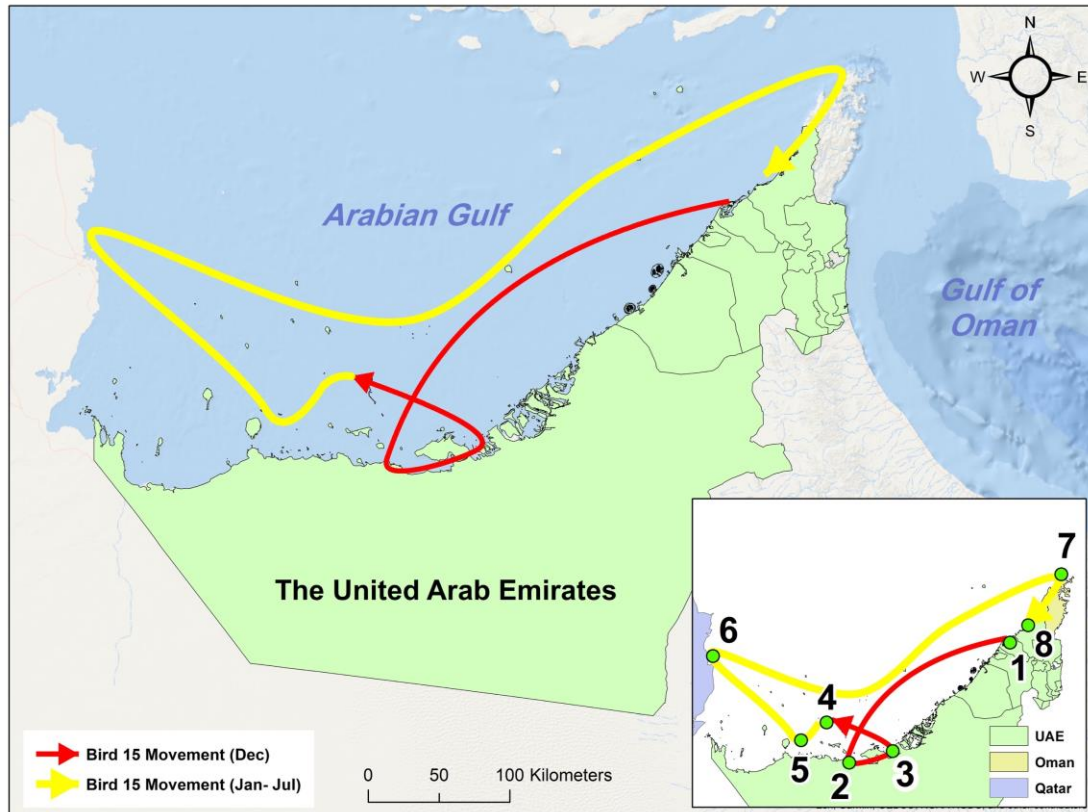 N
W E
S
Arabian Gulf
Gulf of
Oman
The United Arab Emirates
Bird 15 Movement (Dec)
Bird 15 Movement (Jan- Jul)
0 50 100 Kilometers
7
6
8
1
4
5
2
3
UAE
Oman
Qatar